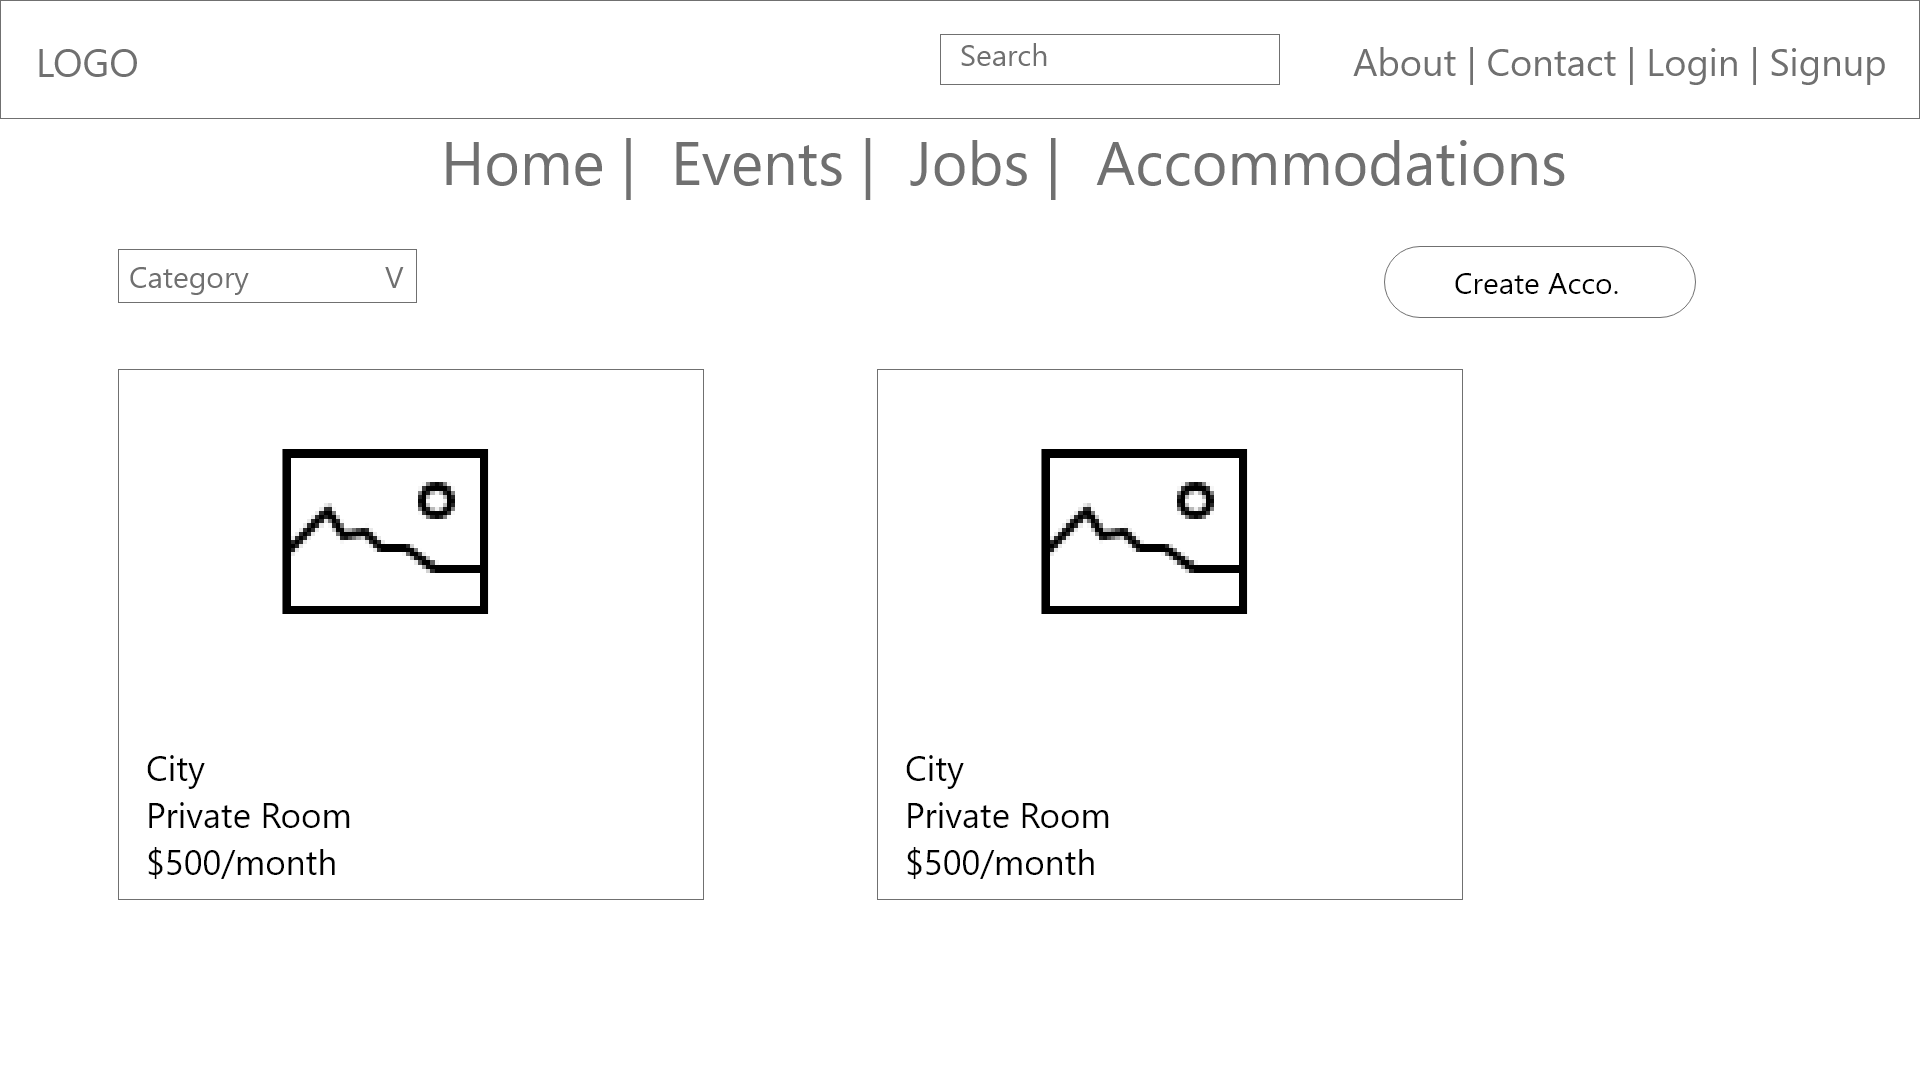 LOGO
Search
About | Contact | Login | Signup
Home | Events | Jobs | Accommodations
Category V
Create Acco.
City
Private Room
$500/month
City
Private Room
$500/month